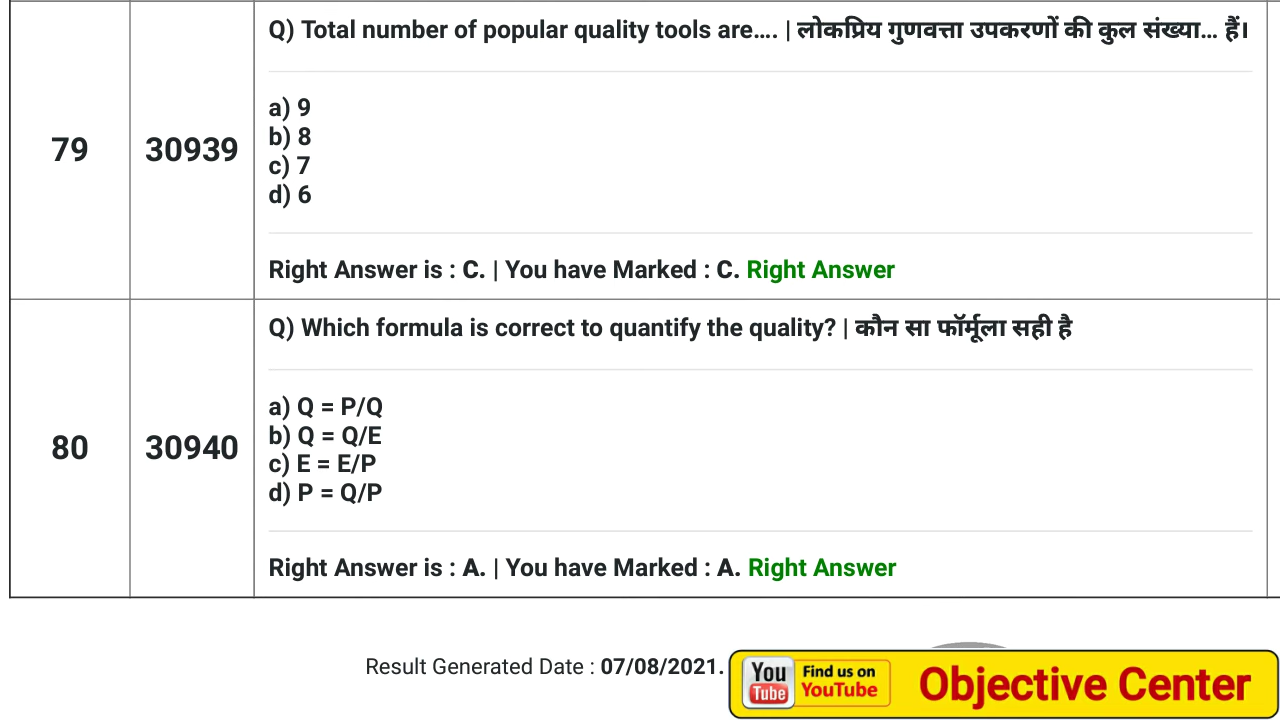 Q) Total number of popular quality tools are.... | लोकप्रिय गुणवत्ता उपकरणों की कुल संख्या... हैं।
79
30939
a) 9
b) 8
c) 7
d) 6
Right Answer is : C. | You have Marked : C. Right Answer
Q) Which formula is correct to quantify the quality? | कौन सा फॉर्मूला सही है
80
30940
a) Q = P/Q
b) Q = Q/E
c) E = E/P
d) P = Q/P
Right Answer is : A. | You have Marked : A. Right Answer
Result Generated Date : 07/08/2021.
You Tube
Find us on
YouTube
Objective Center